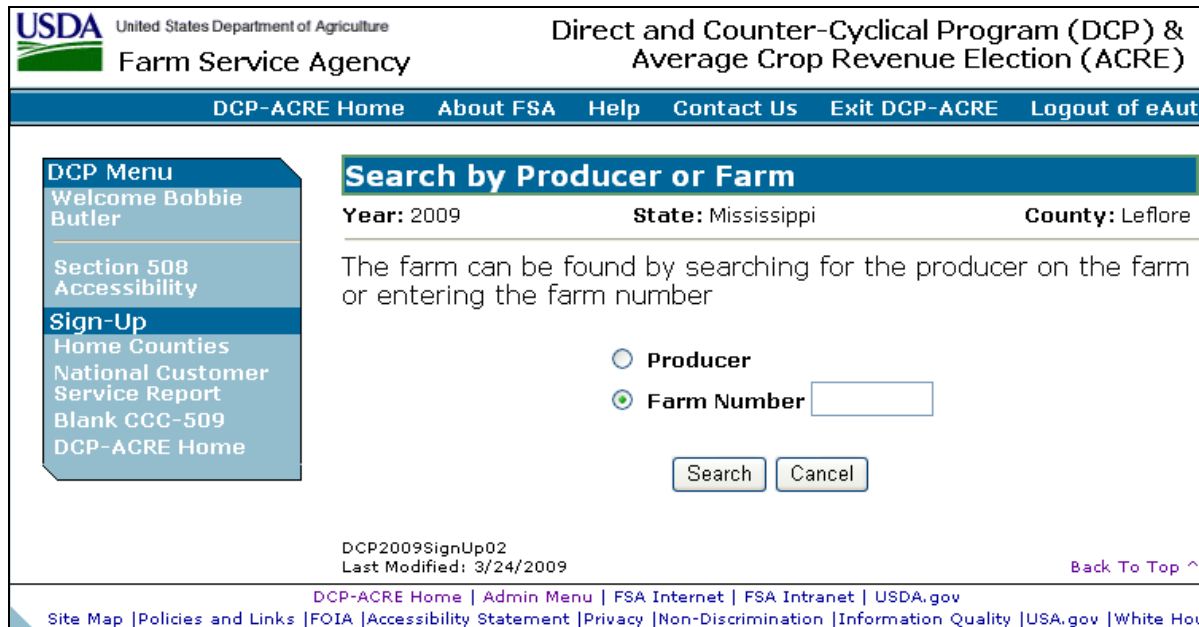 USDA United States Department of Agriculture
Farm Service Agency
Direct and Counter-Cyclical Program (DCP) &
Average Crop Revenue Election (ACRE)
DCP-ACRE Home About FSA Help Contact Us Exit DCP-ACRE Logout of eAut
DCP Menu
Welcome Bobbie
Butler
Section 508
Accessibility
Sign-Up
Home Counties
National Customer
Service Report
Blank CCC-509
DCP-ACRE Home
Search by Producer or Farm
Year: 2009 State: Mississippi County: Leflore
The farm can be found by searching for the producer on the farm
or entering the farm number
Producer
Farm Number
Search Cancel
DCP2009SignUp02
Last Modified: 3/24/2009 Back To Top ^
DCP-ACRE Home | Admin Menu | FSA Internet | FSA Intranet | USDA.gov
Site Map |Policies and Links |FOIA |Accessibility Statement |Privacy |Non-Discrimination |Information Quality |USA.gov |White Ho